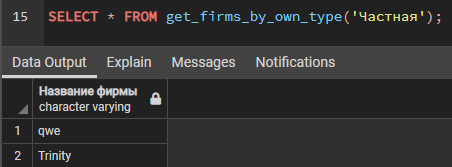 15 SELECT * FROM get_firms_by_own_type('Частная');
Data Output Explain Messages Notifications
Название фирмы
character varying
1 qwe
2 Trinity